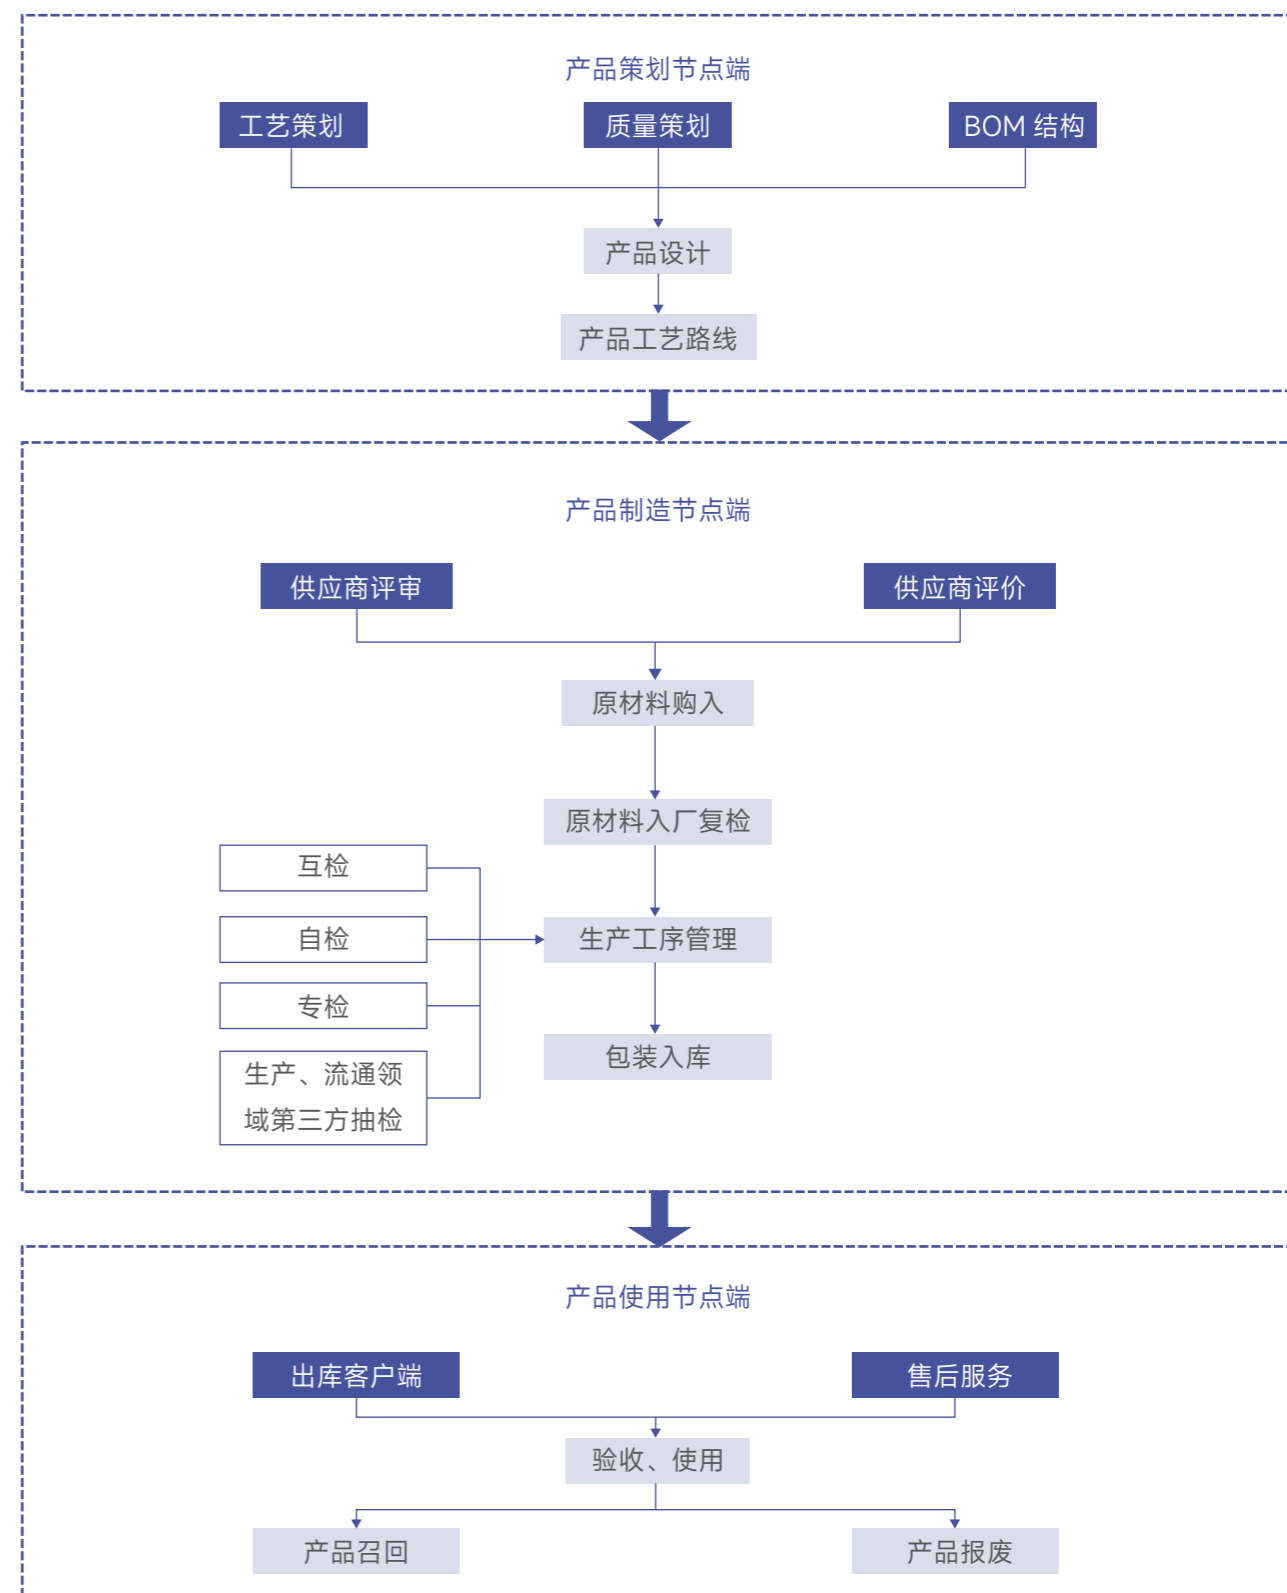 产品策划节点端
工艺策划
质量策划
BOM 结构
产品设计
产品工艺路线
产品制造节点端
供应商评审
供应商评价
原材料购入
原材料入厂复检
互检
自检
生产工序管理
专检
包装入库
生产、流通领
域第三方抽检
产品使用节点端
出库客户端
售后服务
验收、使用
产品召回
产品报废